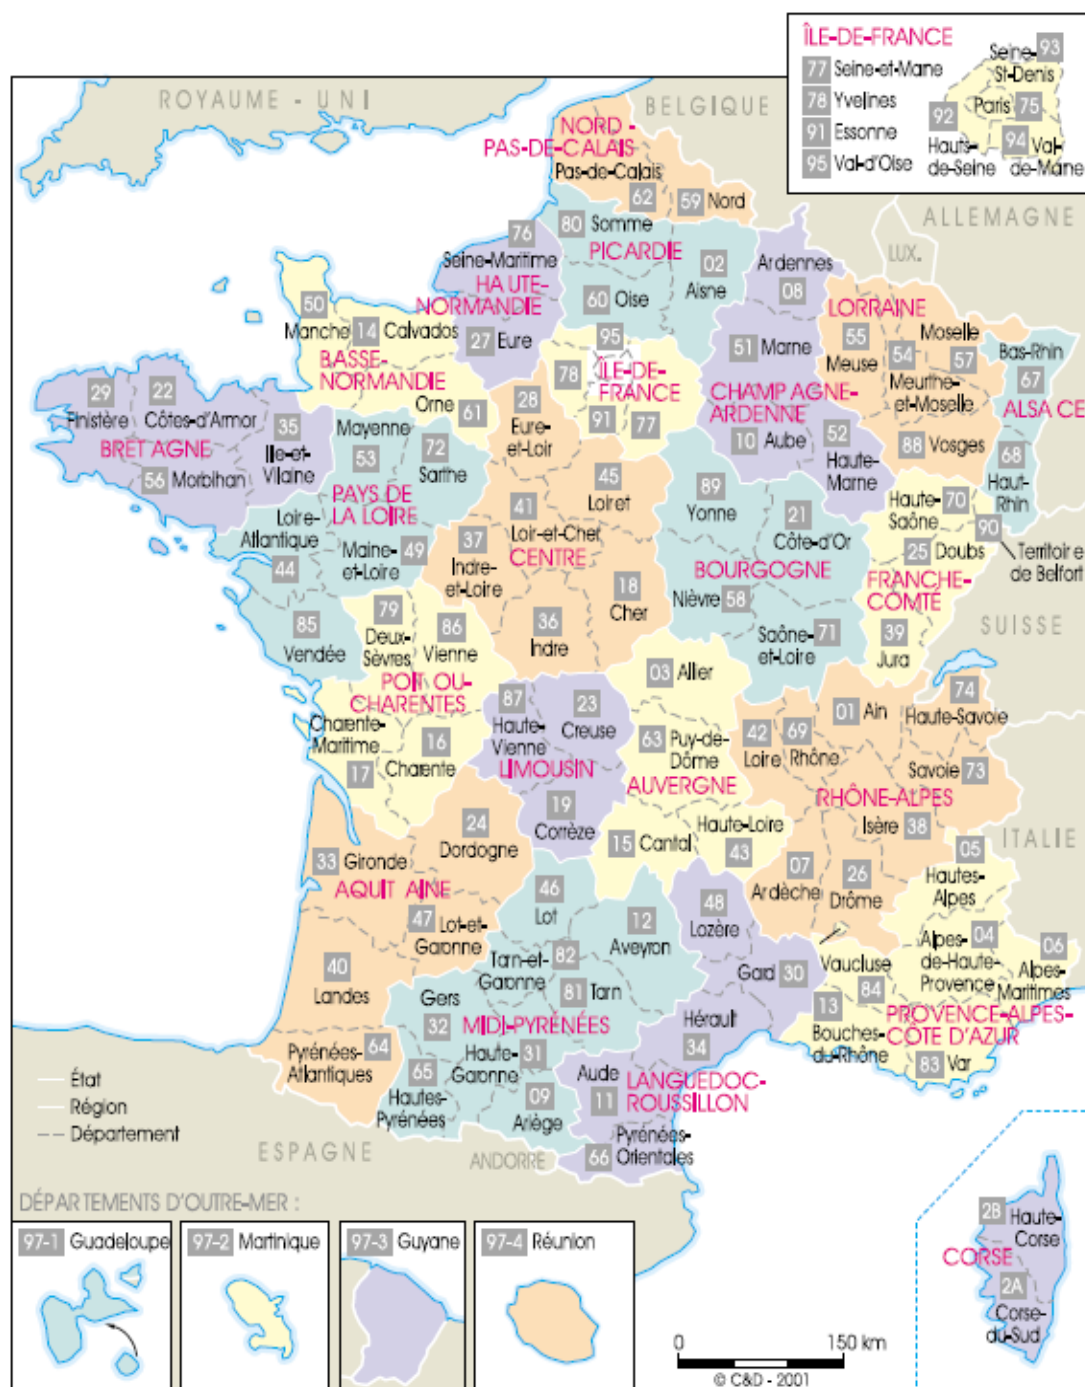 ÎLE-DE-FRANCE
77 Seine-et-Marne
78 Yvelines
91 Essonne
95 Val-d'Oise
Seine- 93
St-Denis
92
Paris 75
Hauts-
de-Seine
94 Val-
de-Marne
ROYAUME - UNI
BELGIQUE
ALLEMAGNE
LUX.
NORD -
PAS-DE-CALAIS
Pas-de-Calais
62
59 Nord
80 Somme
PICARDIE
02
Aisne
60 Oise
76
Seine-Maritime
HAUTE-
NORMANDIE
27 Eure
Ardennes
08
51 Marne
CHAMPAGNE-
ARDENNE
10 Aube
52
Haute-
Marne
LORRAINE
55
Meuse
54
Meurthe-
et-Moselle
Moselle
57
88 Vosges
Bas-Rhin
67
ALSACE
68
Haut-
Rhin
50
Manche
14 Calvados
BASSE-
NORMANDIE
Orne 61
95
78
ÎLE-DE-
FRANCE
91
77
29
Finistère
22
Côtes-d'Armor
BRETAGNE
35
Ille-et-
Vilaine
56 Morbihan
Mayenne
53
72
Sarthe
PAYS DE
LA LOIRE
Loire-
Atlantique
44
Maine-
et-Loire 49
85
Vendée
28
Eure-
et-Loir
45
Loiret
41
Loir-et-Cher
CENTRE
37
Indre-
et-Loire
18
Cher
36
Indre
89
Yonne
21
Côte-d'Or
BOURGOGNE
Nièvre 58
Saône-
et-Loire 71
Haute-
Saône 70
90
Territoire
de Belfort
25 Doubs
FRANCHE-
COMTÉ
39
Jura
SUISSE
79
Deux-
Sèvres
86
Vienne
POITOU-
CHARENTES
Charente-
Maritime
17
16
Charente
87
Haute-
Vienne
23
Creuse
LIMOUSIN
19
Corrèze
03 Allier
63 Puy-de-
Dôme
AUVERGNE
15 Cantal
Haute-Loire
43
42
Loire
69
Rhône
01 Ain
74
Haute-Savoie
Savoie 73
RHÔNE-ALPES
Isère 38
07
Ardèche
26
Drôme
ITALIE
24
Dordogne
33 Gironde
AQUITAINE
47 Lot-et-
Garonne
40
Landes
64
Pyrénées-
Atlantiques
46
Lot
12
Aveyron
Tarn-et-
Garonne 82
81 Tarn
Gers
32
MIDI-PYRÉNÉES
Haute-
Garonne 31
65
Hautes-
Pyrénées
09
Ariège
48
Lozère
Gard 30
Hérault
34
Aude
11
LANGUEDOC-
ROUSSILLON
66 Pyrénées-
Orientales
05
Hautes-
Alpes
Alpes-
de-Haute-
Provence
04
06
Alpes-
Maritimes
Vaucluse
84
13
Bouches-
du-Rhône
PROVENCE-ALPES-
CÔTE D'AZUR
83 Var
État
Région
Département
ESPAGNE
ANDORRE
DÉPARTEMENTS D'OUTRE-MER :
97-1 Guadeloupe
97-2 Martinique
97-3 Guyane
97-4 Réunion
2B
Haute-
Corse
CORSE
2A
Corse-
du-Sud
0 150 km
© C&D - 2001